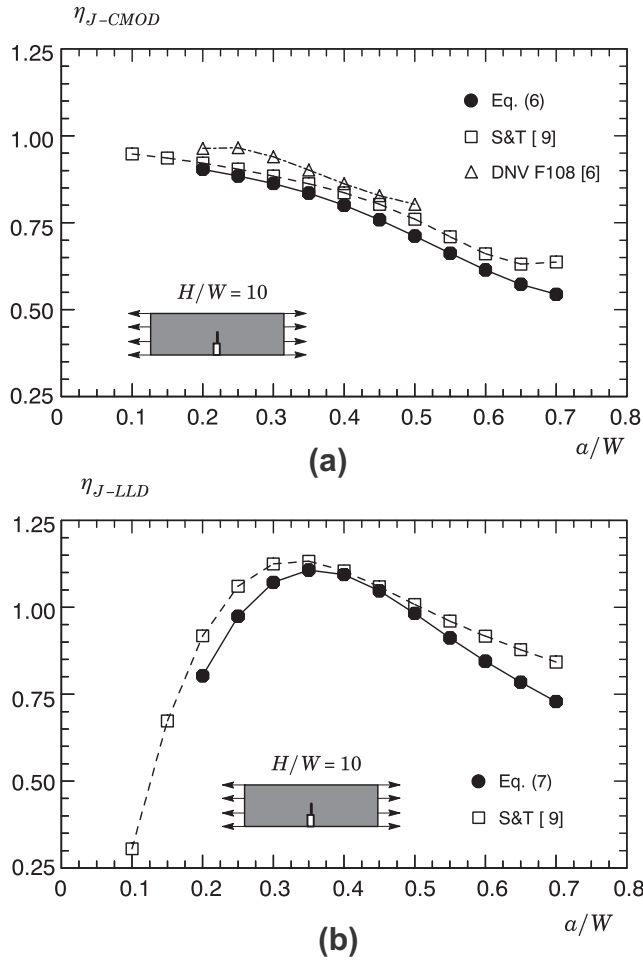 η_{J-CMOD}
1.25
1.00
0.75
0.50
0.25
Eq. (6)
S&T [ 9]
DNV F108 [6]
H/W = 10
0 0.1 0.2 0.3 0.4 0.5 0.6 0.7 0.8
a/W
(a)
η_{J-LLD}
1.25
1.00
0.75
0.50
0.25
H/W = 10
Eq. (7)
S&T [ 9]
0 0.1 0.2 0.3 0.4 0.5 0.6 0.7 0.8
a/W
(b)